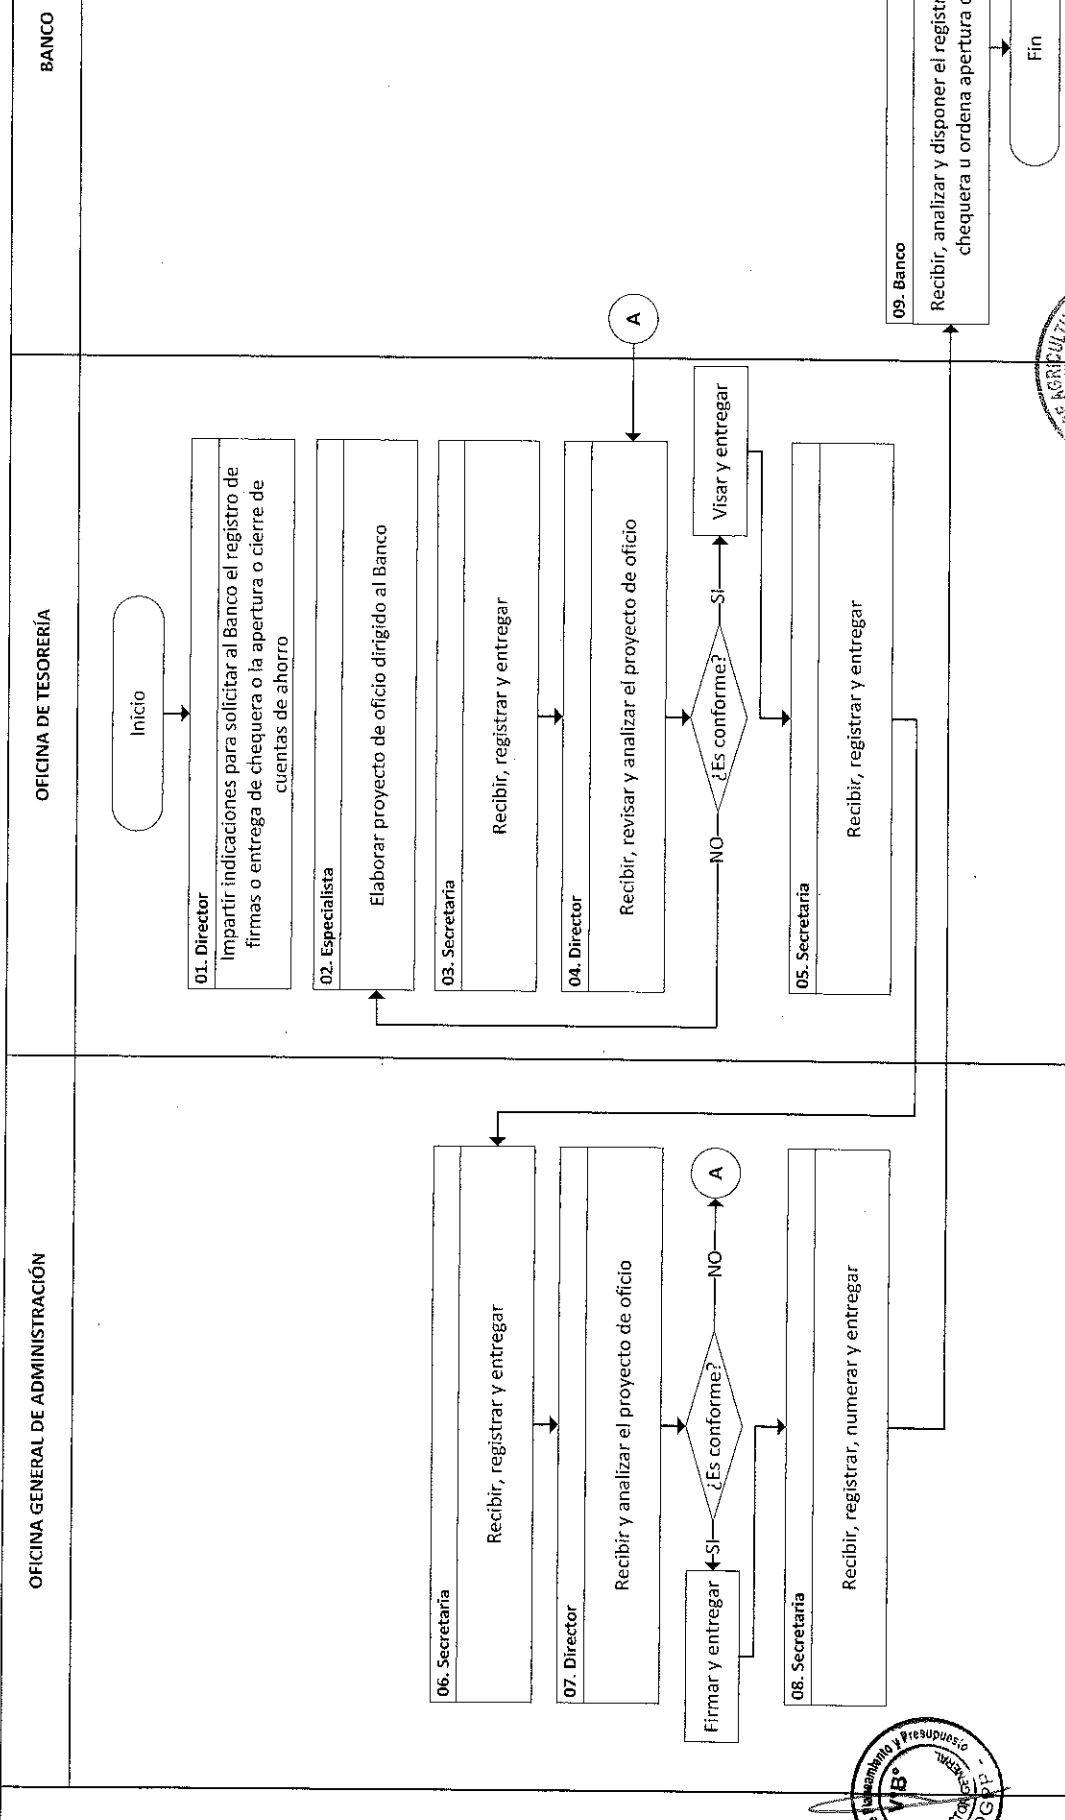 OFICINA GENERAL DE ADMINISTRACIÓN
OFICINA DE TESORERÍA
BANCO
Inicio
01. Director
Impartir indicaciones para solicitar al Banco el registro de
firmas o entrega de chequera o la apertura o cierre de
cuentas de ahorro
02. Especialista
Elaborar proyecto de oficio dirigido al Banco
03. Secretaria
Recibir, registrar y entregar
04. Director
Recibir, revisar y analizar el proyecto de oficio
A
¿Es conforme?
NO
SI
Visar y entregar
05. Secretaria
Recibir, registrar y entregar
06. Secretaria
Recibir, registrar y entregar
07. Director
Recibir y analizar el proyecto de oficio
¿Es conforme?
SI
NO
A
Firmar y entregar
08. Secretaria
Recibir, registrar, numerar y entregar
09. Banco
Recibir, analizar y disponer el registr
chequera u ordena apertura
Fin
Planeamiento y Presupuesto
V°B°
GENERAL
AGRICULTU